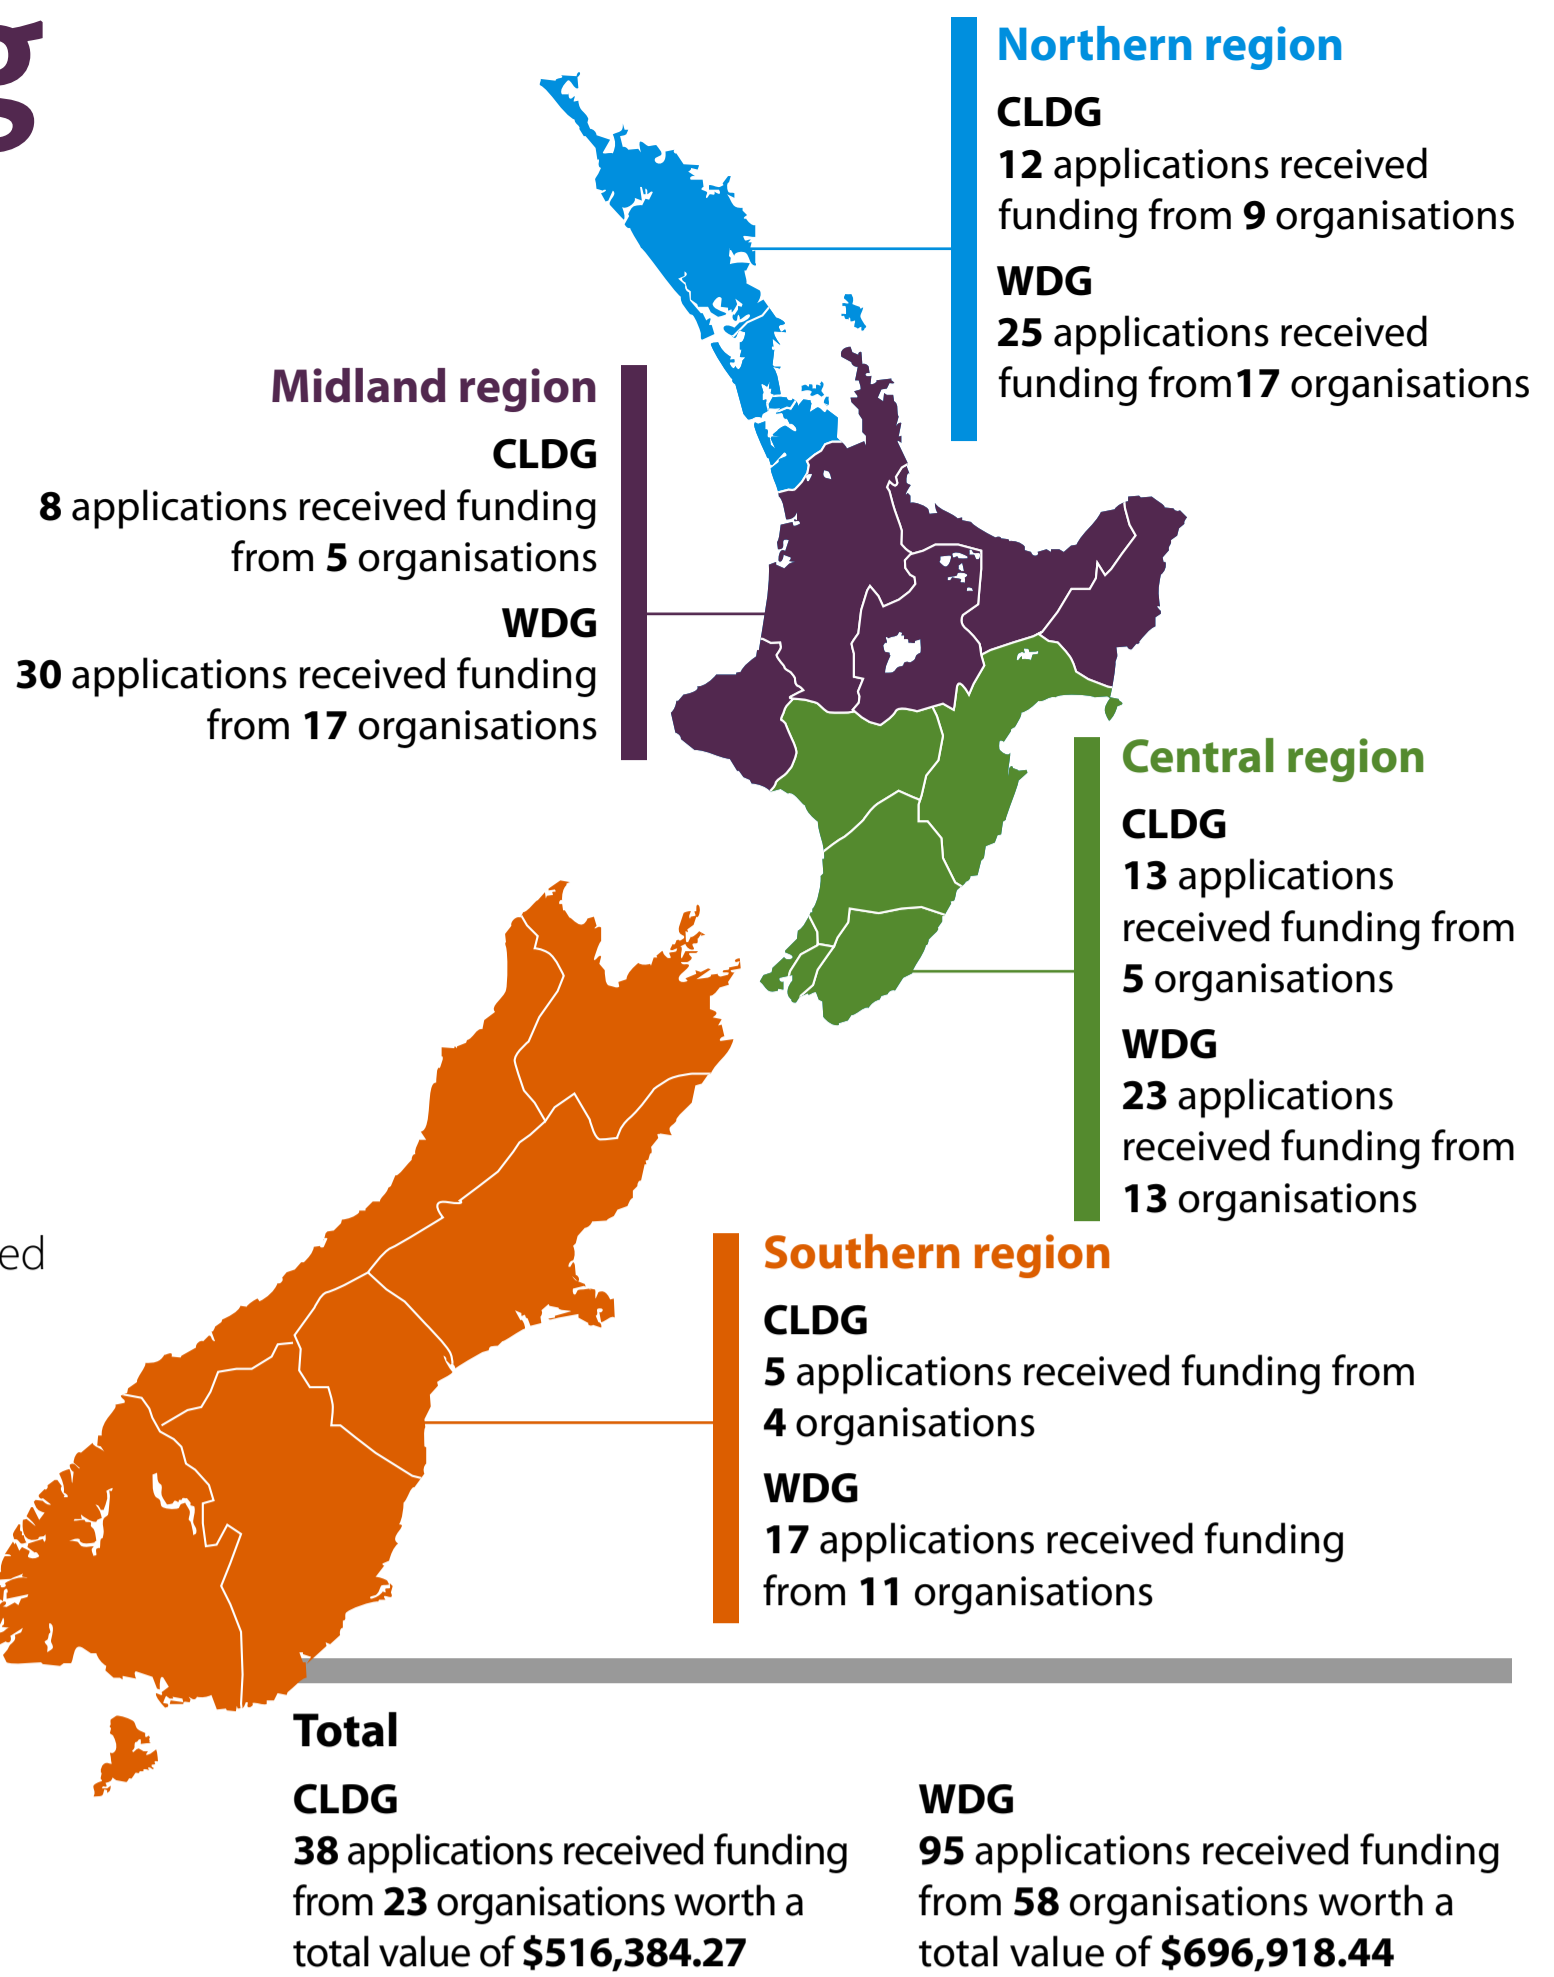 g
Northern region
CLDG
12 applications received
funding from 9 organisations
WDG
25 applications received
funding from17 organisations
Midland region
CLDG
8 applications received funding
from 5 organisations
WDG
30 applications received funding
from 17 organisations
Central region
CLDG
13 applications
received funding from
5 organisations
WDG
23 applications
received funding from
13 organisations
ed
Southern region
CLDG
5 applications received funding from
4 organisations
WDG
17 applications received funding
from 11 organisations
Total
CLDG
38 applications received funding
from 23 organisations worth a
total value of $516,384.27
WDG
95 applications received funding
from 58 organisations worth a
total value of $696,918.44